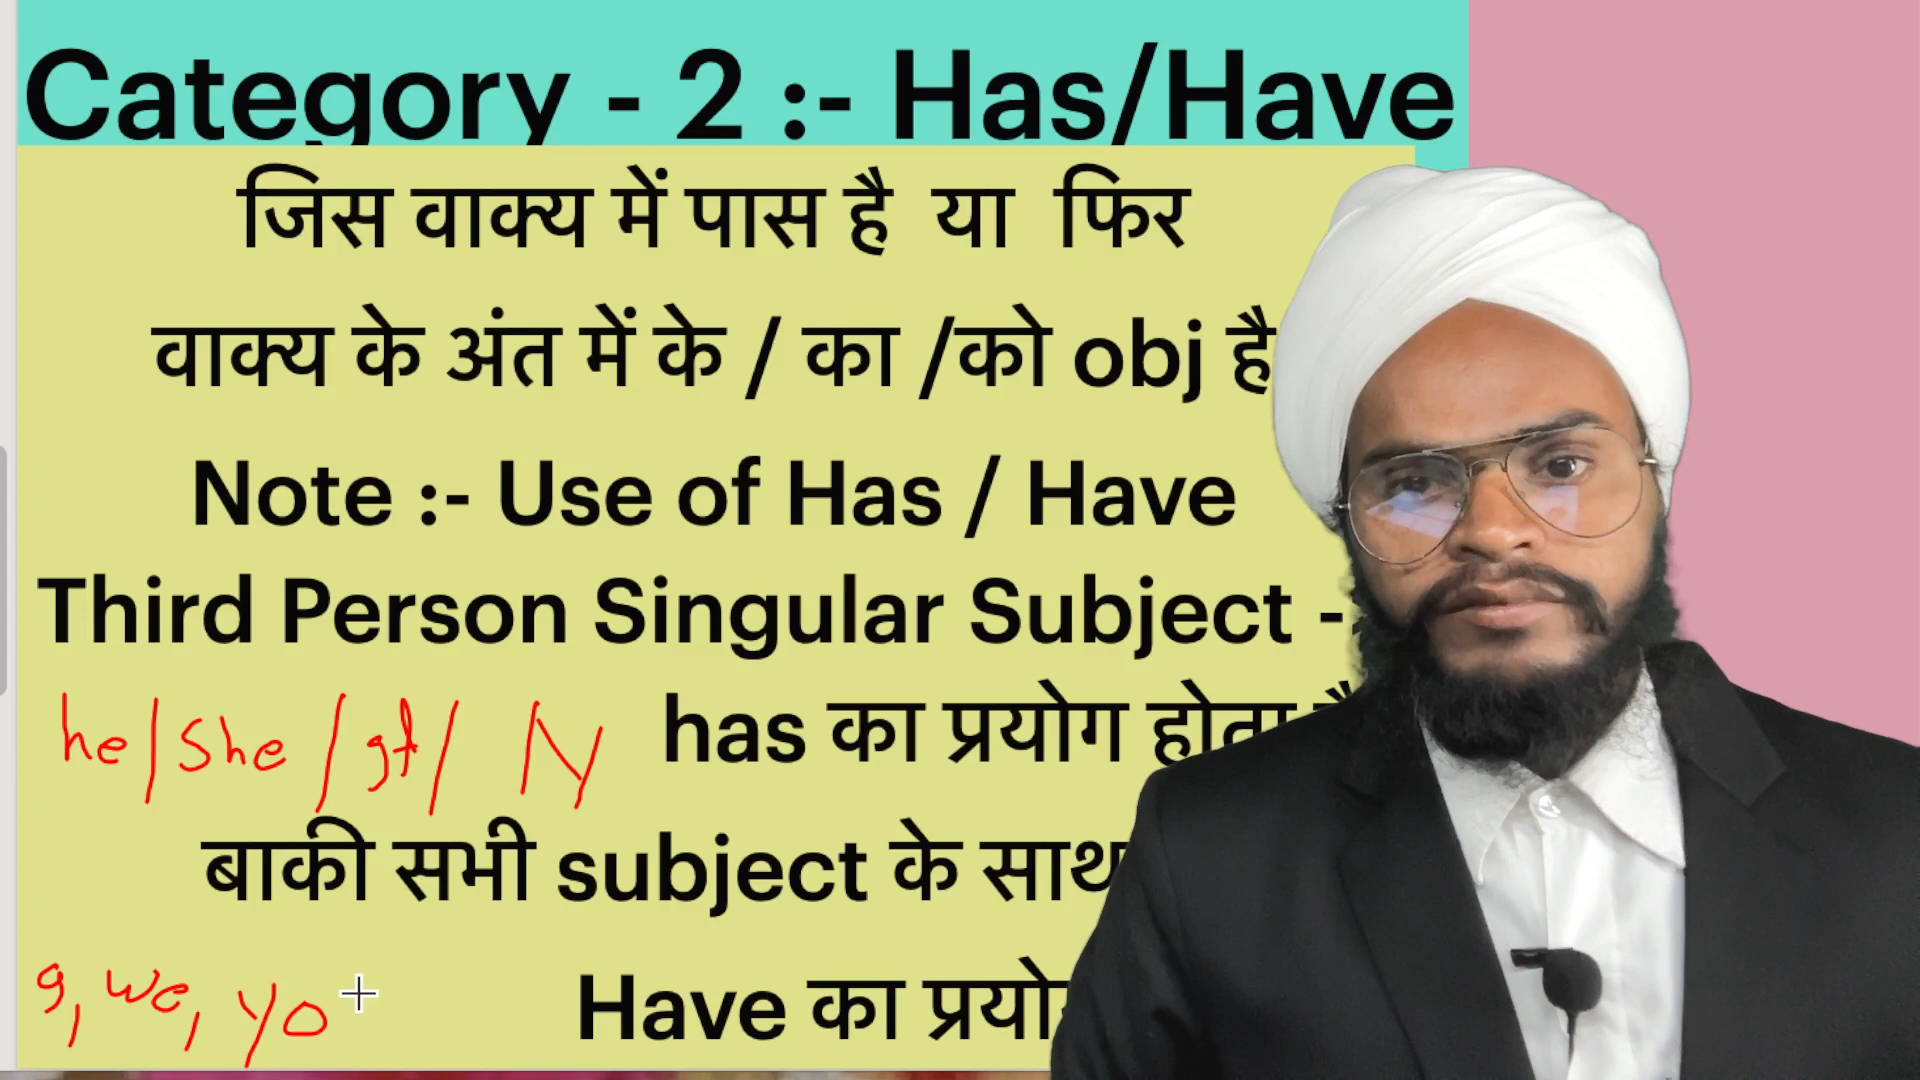 Category - 2 :- Has/Have
जिस वाक्य में पास है या फिर
वाक्य के अंत में के / का /को obj है
Note :- Use of Has / Have
Third Person Singular Subject -
he/she/it/ N has का प्रयोग होता
बाकी सभी subject के साथ
I, we, yo Have का